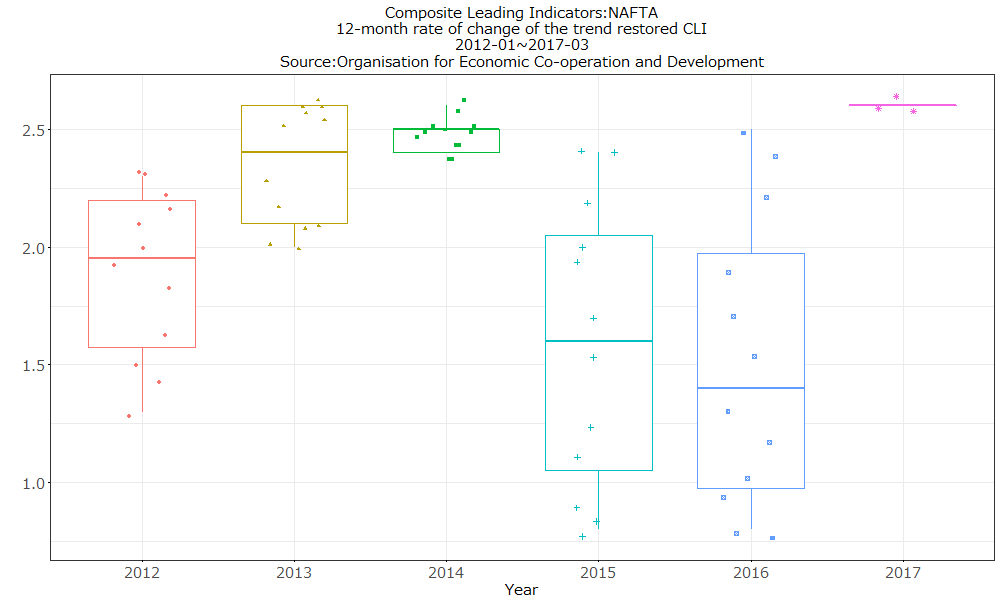 Composite Leading Indicators:NAFTA
12-month rate of change of the trend restored CLI
2012-01~2017-03
Source:Organisation for Economic Co-operation and Development
2.5
2.0
1.5
1.0
2012 2013 2014 2015 2016 2017
Year